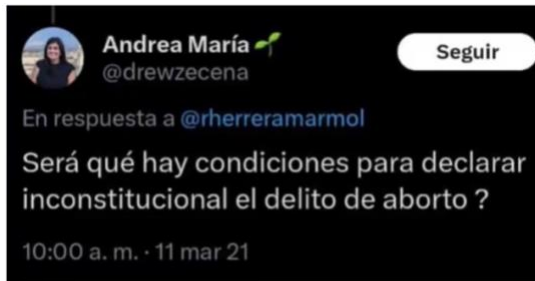 Andrea María
Seguir
@drewzecena
En respuesta a @rherreramarmol
Será qué hay condiciones para declarar
inconstitucional el delito de aborto ?
10:00 a. m. · 11 mar 21